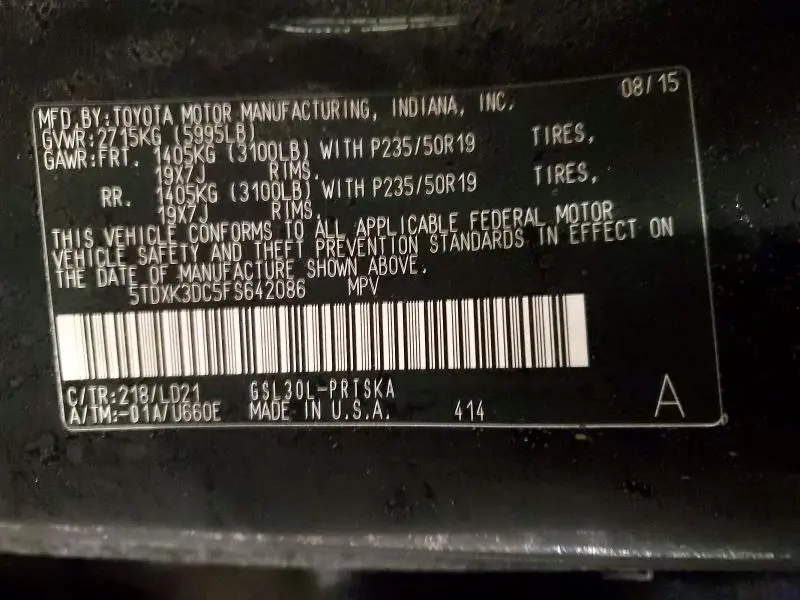 08/15
MFD.BY:TOYOTA MOTOR MANUFACTURING, INDIANA, INC.
GVWR:2715KG (5995LB)
GAWR:FRT. 1405KG (3100LB) WITH P235/50R19 TIRES,
19X7J RIMS,
RR. 1405KG (3100LB) WITH P235/50R19 TIRES,
19X7J RIMS,
THIS VEHICLE CONFORMS TO ALL APPLICABLE FEDERAL MOTOR
VEHICLE SAFETY AND THEFT PREVENTION STANDARDS IN EFFECT ON
THE DATE OF MANUFACTURE SHOWN ABOVE.
5TDXK3DC5FS642086 MPV
C/TR:218/LD21 GSL30L-PRTSKA
A/TM:-01A/U660E MADE IN U.S.A. 414 A